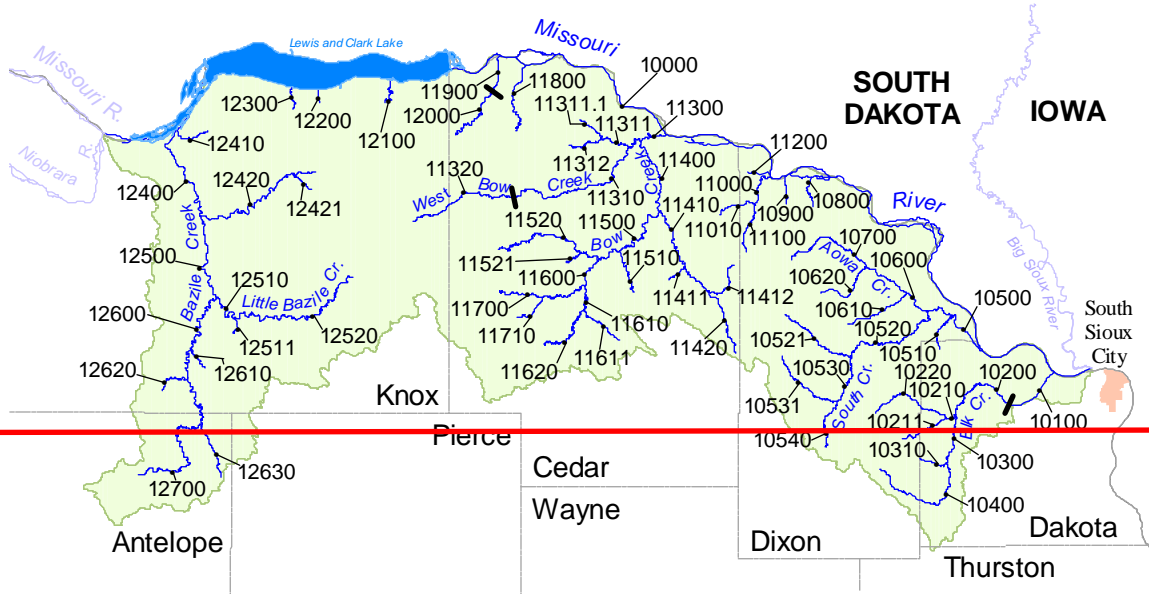 Lewis and Clark Lake
Missouri
Missouri R.
Niobrara
R.
SOUTH
DAKOTA
IOWA
10000
11900
11800
12000
11311.1
11311
11300
12300
12200
12100
12410
11312
11200
11320
11400
11000
12400
12420
12421
West
Bow
Creek
Creek
11310
11410
11010
10900
10800
River
11100
Creek
11520
11500
Bow
10700
Aowa
Cr.
10600
Big Sioux River
12500
12510
Little Bazile Cr.
11521
11600
11510
10620
11411
11412
10610
10500
South
Sioux
City
Bazile
12600
11700
11710
11610
10520
10521
10510
12511
12520
11611
11420
12610
12620
11620
10530
10220
10210
10200
Knox
10531
South Cr.
Elk Cr.
10211
10100
Pierce
10540
10310
10300
12630
12700
Cedar
Wayne
10400
Antelope
Dixon
Dakota
Thurston